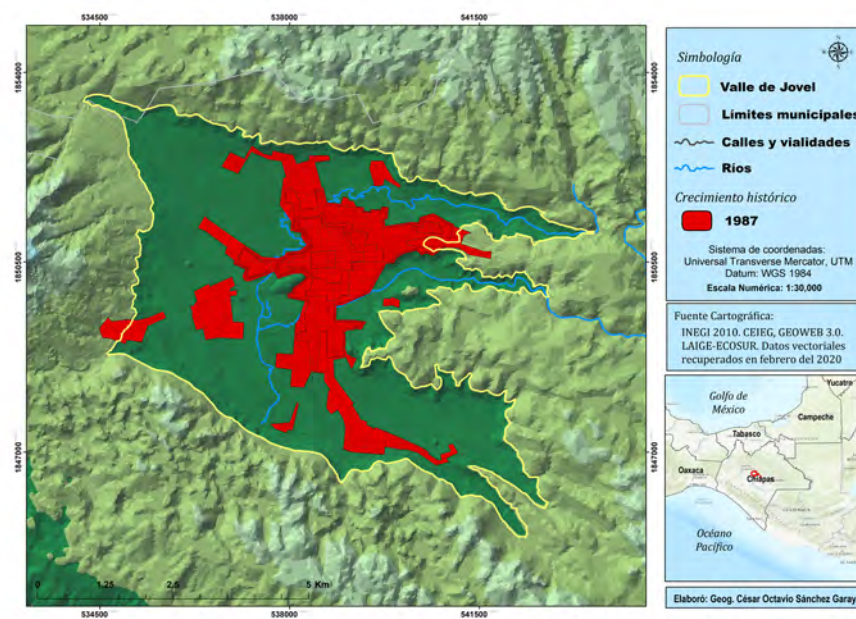 534500 538000 541500
1854000
1850500
1847000
1854000
1850500
1847000
0 1.25 2.5 5 Km
534500 538000 541500
Simbología
Valle de Jovel
Límites municipales
Calles y vialidades
Ríos
Crecimiento histórico
1987
Sistema de coordenadas:
Universal Transverse Mercator, UTM
Datum: WGS 1984
Escala Numérica: 1:30,000
Fuente Cartográfica:
INEGI 2010. CEIEG, GEOWEB 3.0.
LAIGE-ECOSUR. Datos vectoriales
recuperados en febrero del 2020
Golfo de
México
Yucatán
Campeche
Tabasco
Oaxaca
Chiapas
Océano
Pacífico
Elaboró: Geog. César Octavio Sánchez Garay